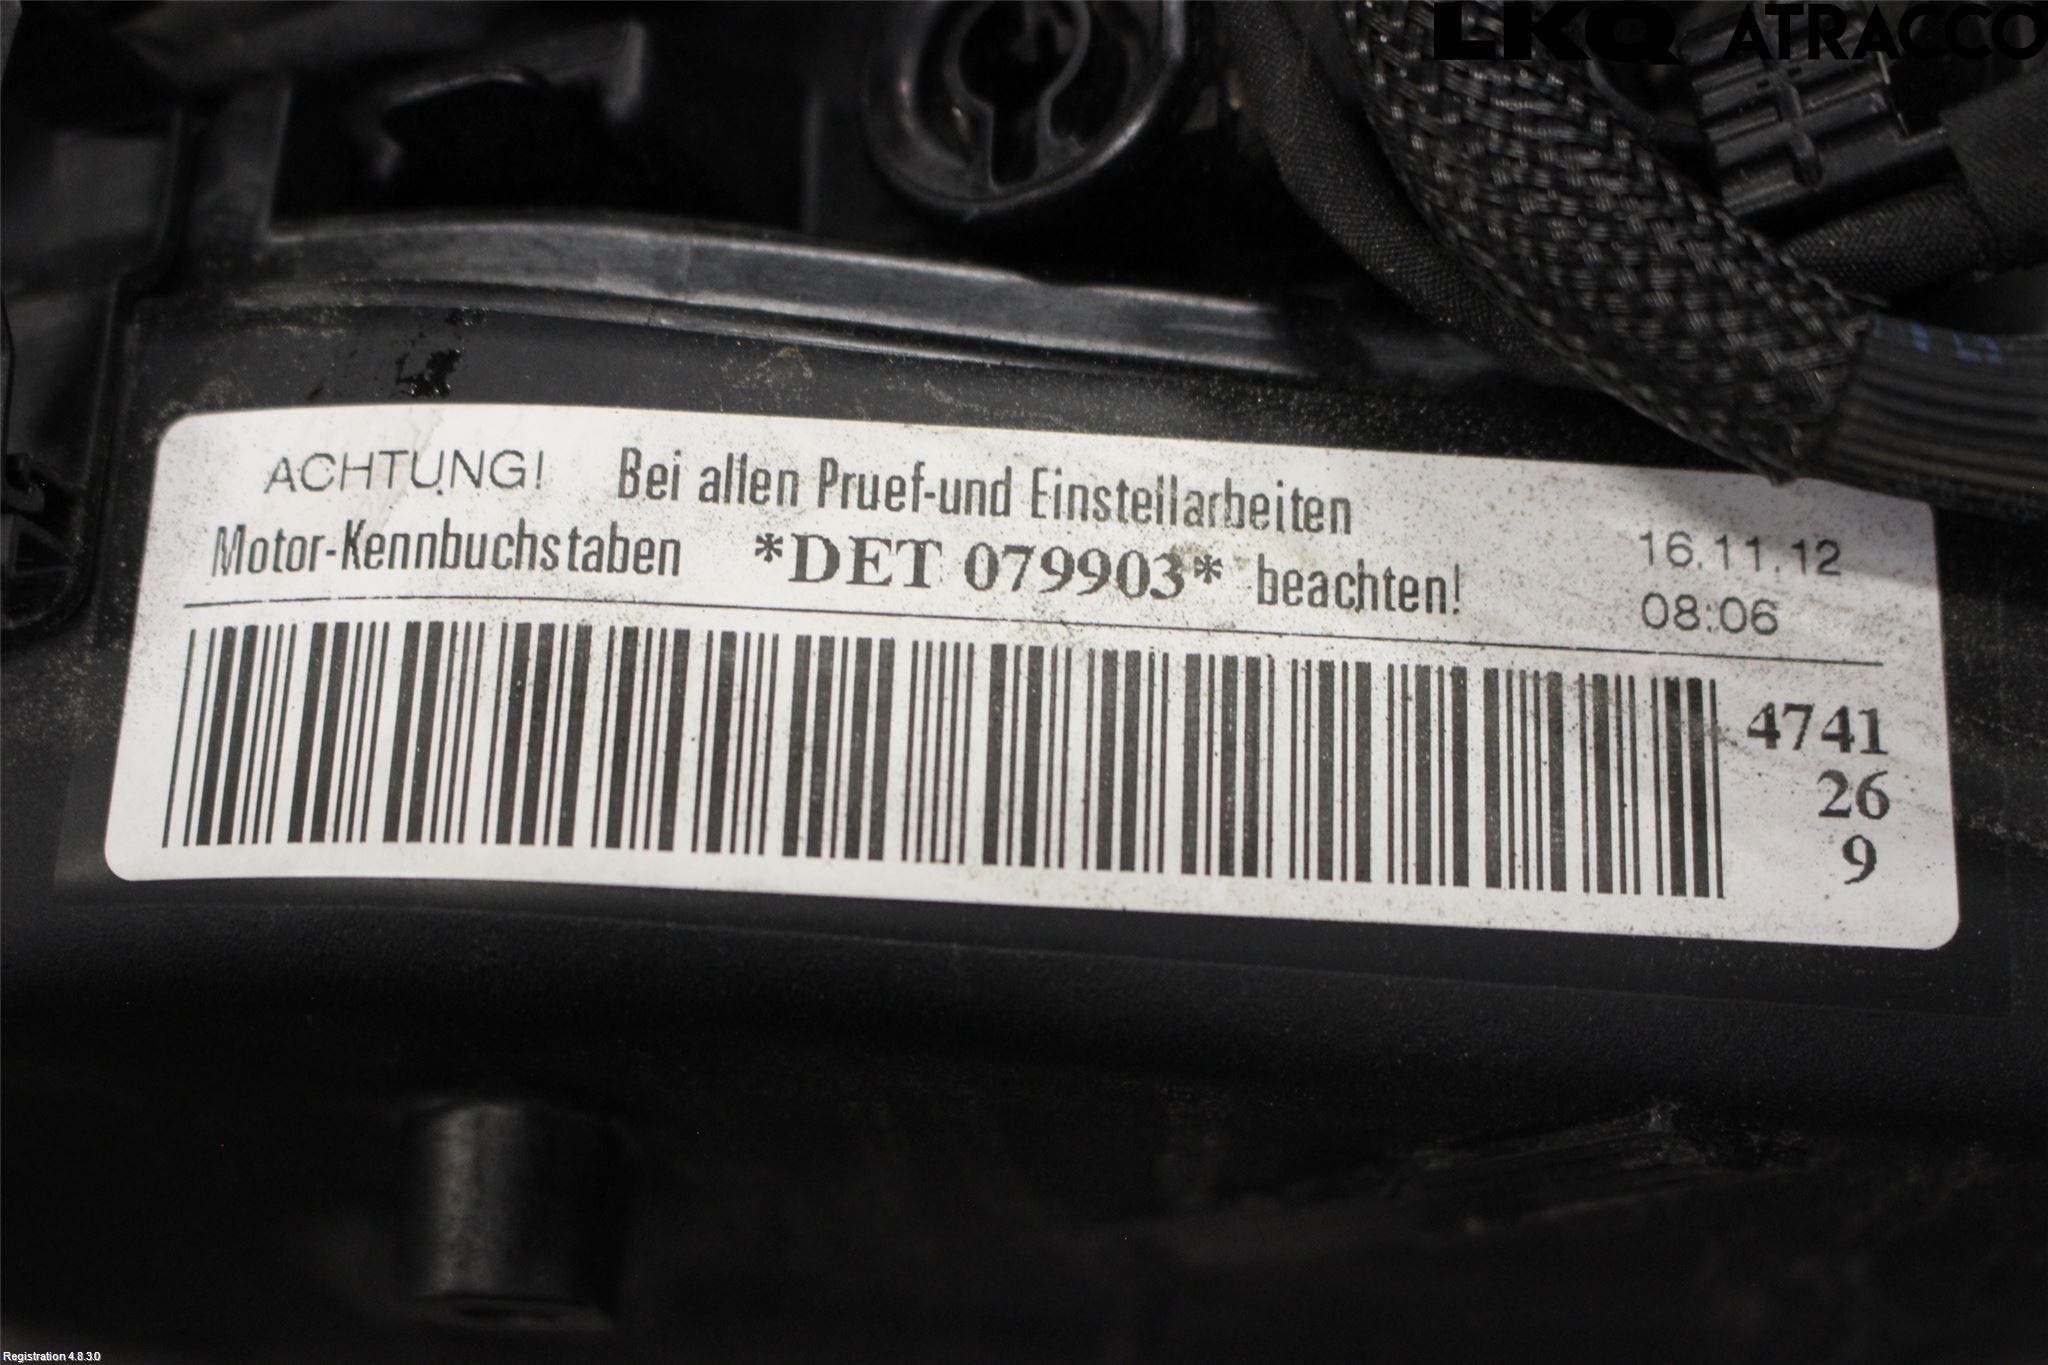 LKQ ATRACCO
ACHTUNG! Bei allen Pruef-und Einstellarbeiten
Motor-Kennbuchstaben *DET 079903* beachten!
16.11.12
08:06
4741
26
9
Registration 4.8.3.0